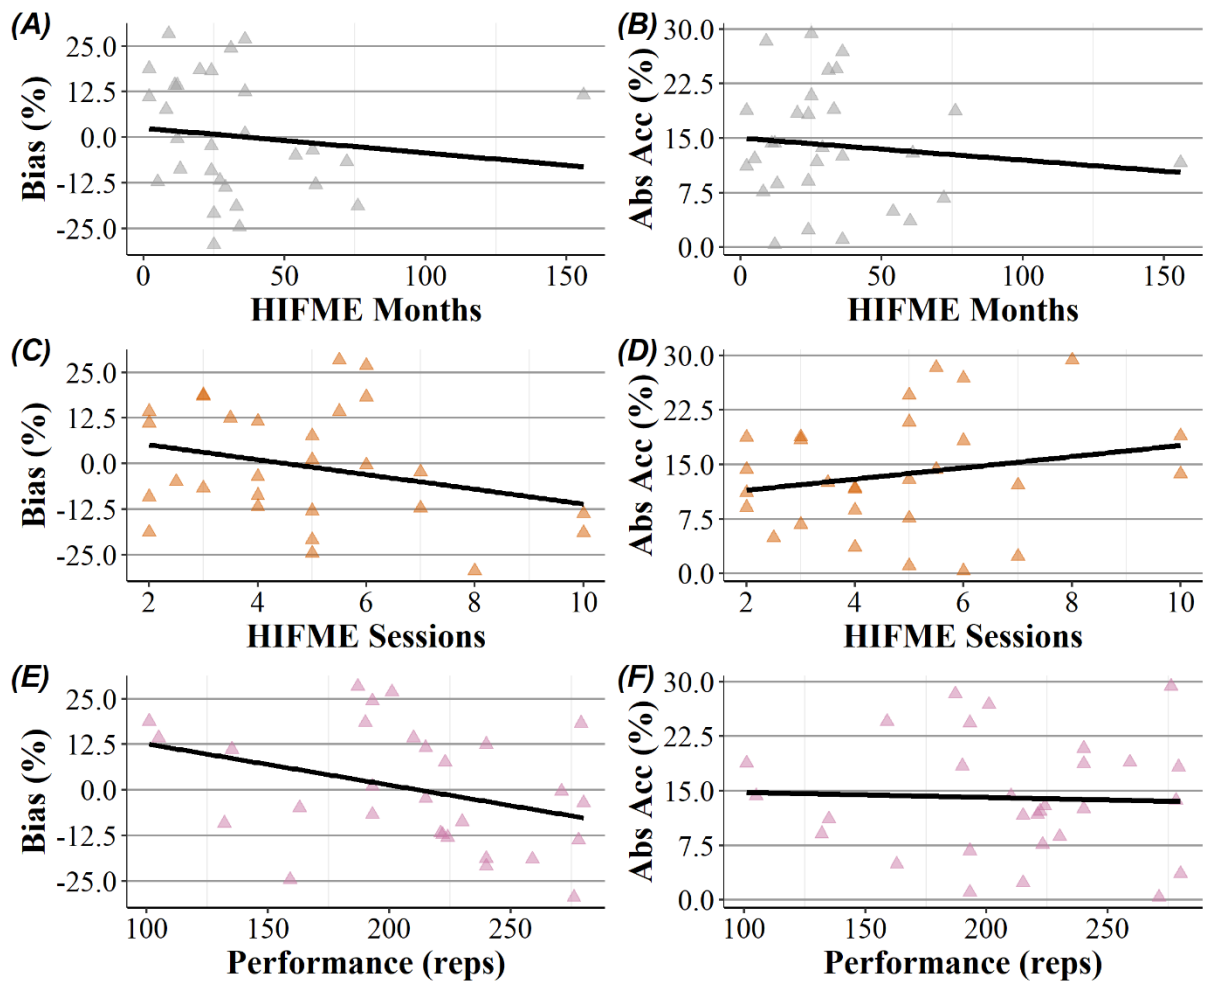 (A)
25.0
12.5
0.0
-12.5
-25.0
Bias (%)
0 50 100 150
HIFME Months
(B)
30.0
22.5
15.0
7.5
0.0
Abs Acc (%)
0 50 100 150
HIFME Months
(C)
25.0
12.5
0.0
-12.5
-25.0
Bias (%)
2 4 6 8 10
HIFME Sessions
(D)
30.0
22.5
15.0
7.5
0.0
Abs Acc (%)
2 4 6 8 10
HIFME Sessions
(E)
25.0
12.5
0.0
-12.5
-25.0
Bias (%)
100 150 200 250
Performance (reps)
(F)
30.0
22.5
15.0
7.5
0.0
Abs Acc (%)
100 150 200 250
Performance (reps)